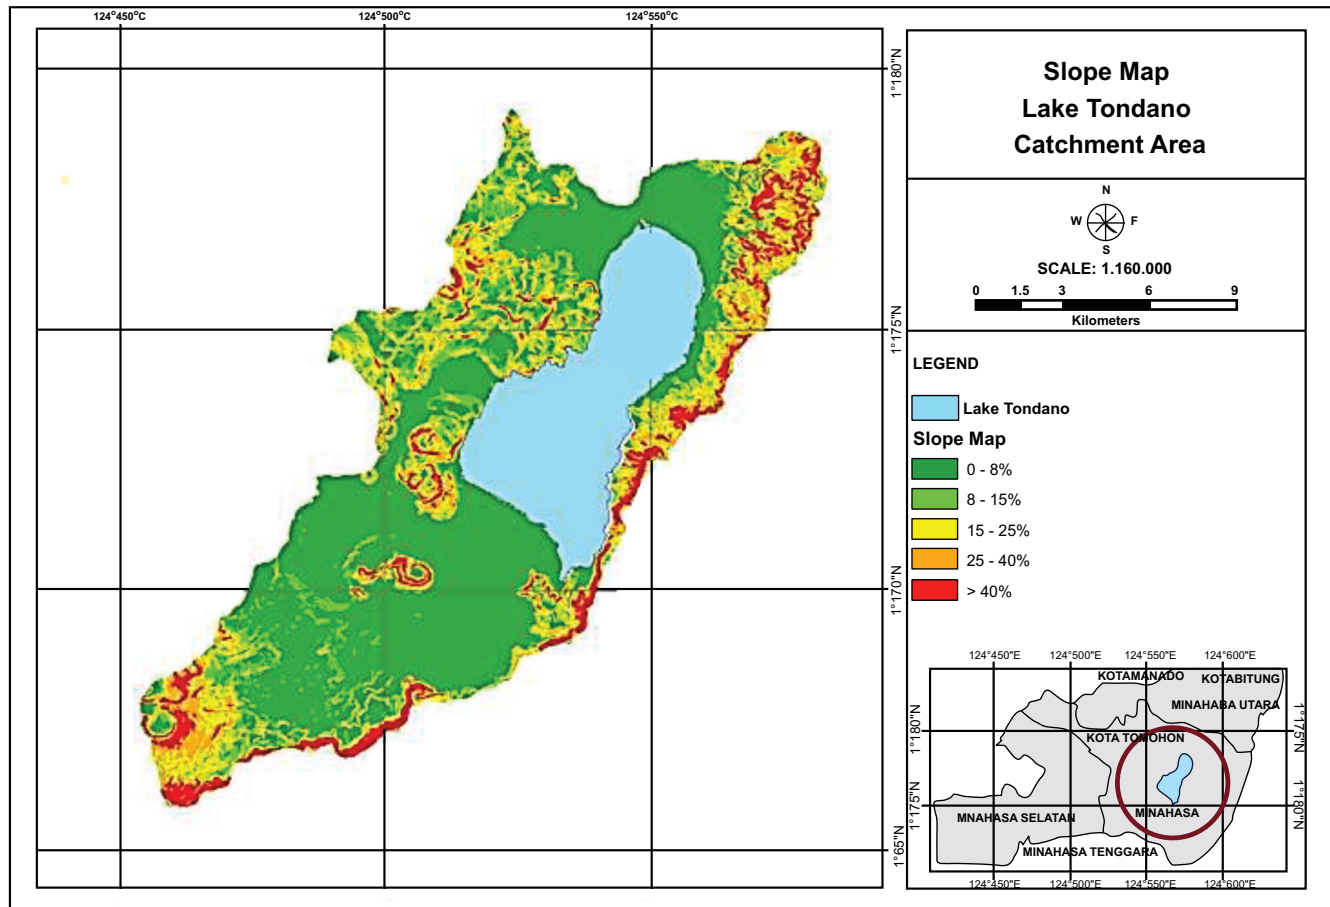 124°450"C
124°500"C
124°550"C
1°180"N
1°175"N
1°170"N
1°65"N
Slope Map
Lake Tondano
Catchment Area
N
W F
S
SCALE: 1.160.000
0 1.5 3 6 9
Kilometers
LEGEND
Lake Tondano
Slope Map
0 - 8%
8 - 15%
15 - 25%
25 - 40%
> 40%
124°450"E 124°500"E 124°550"E 124°600"E
KOTAMANADO KOTABITUNG
MINAHABA UTARA
KOTA TOMOHON
MINAHASA
MNAHASA SELATAN
MINAHASA TENGGARA
1°180"N
1°175"N
1°175"N
1°180"N
124°450"E 124°500"E 124°550"E 124°600"E